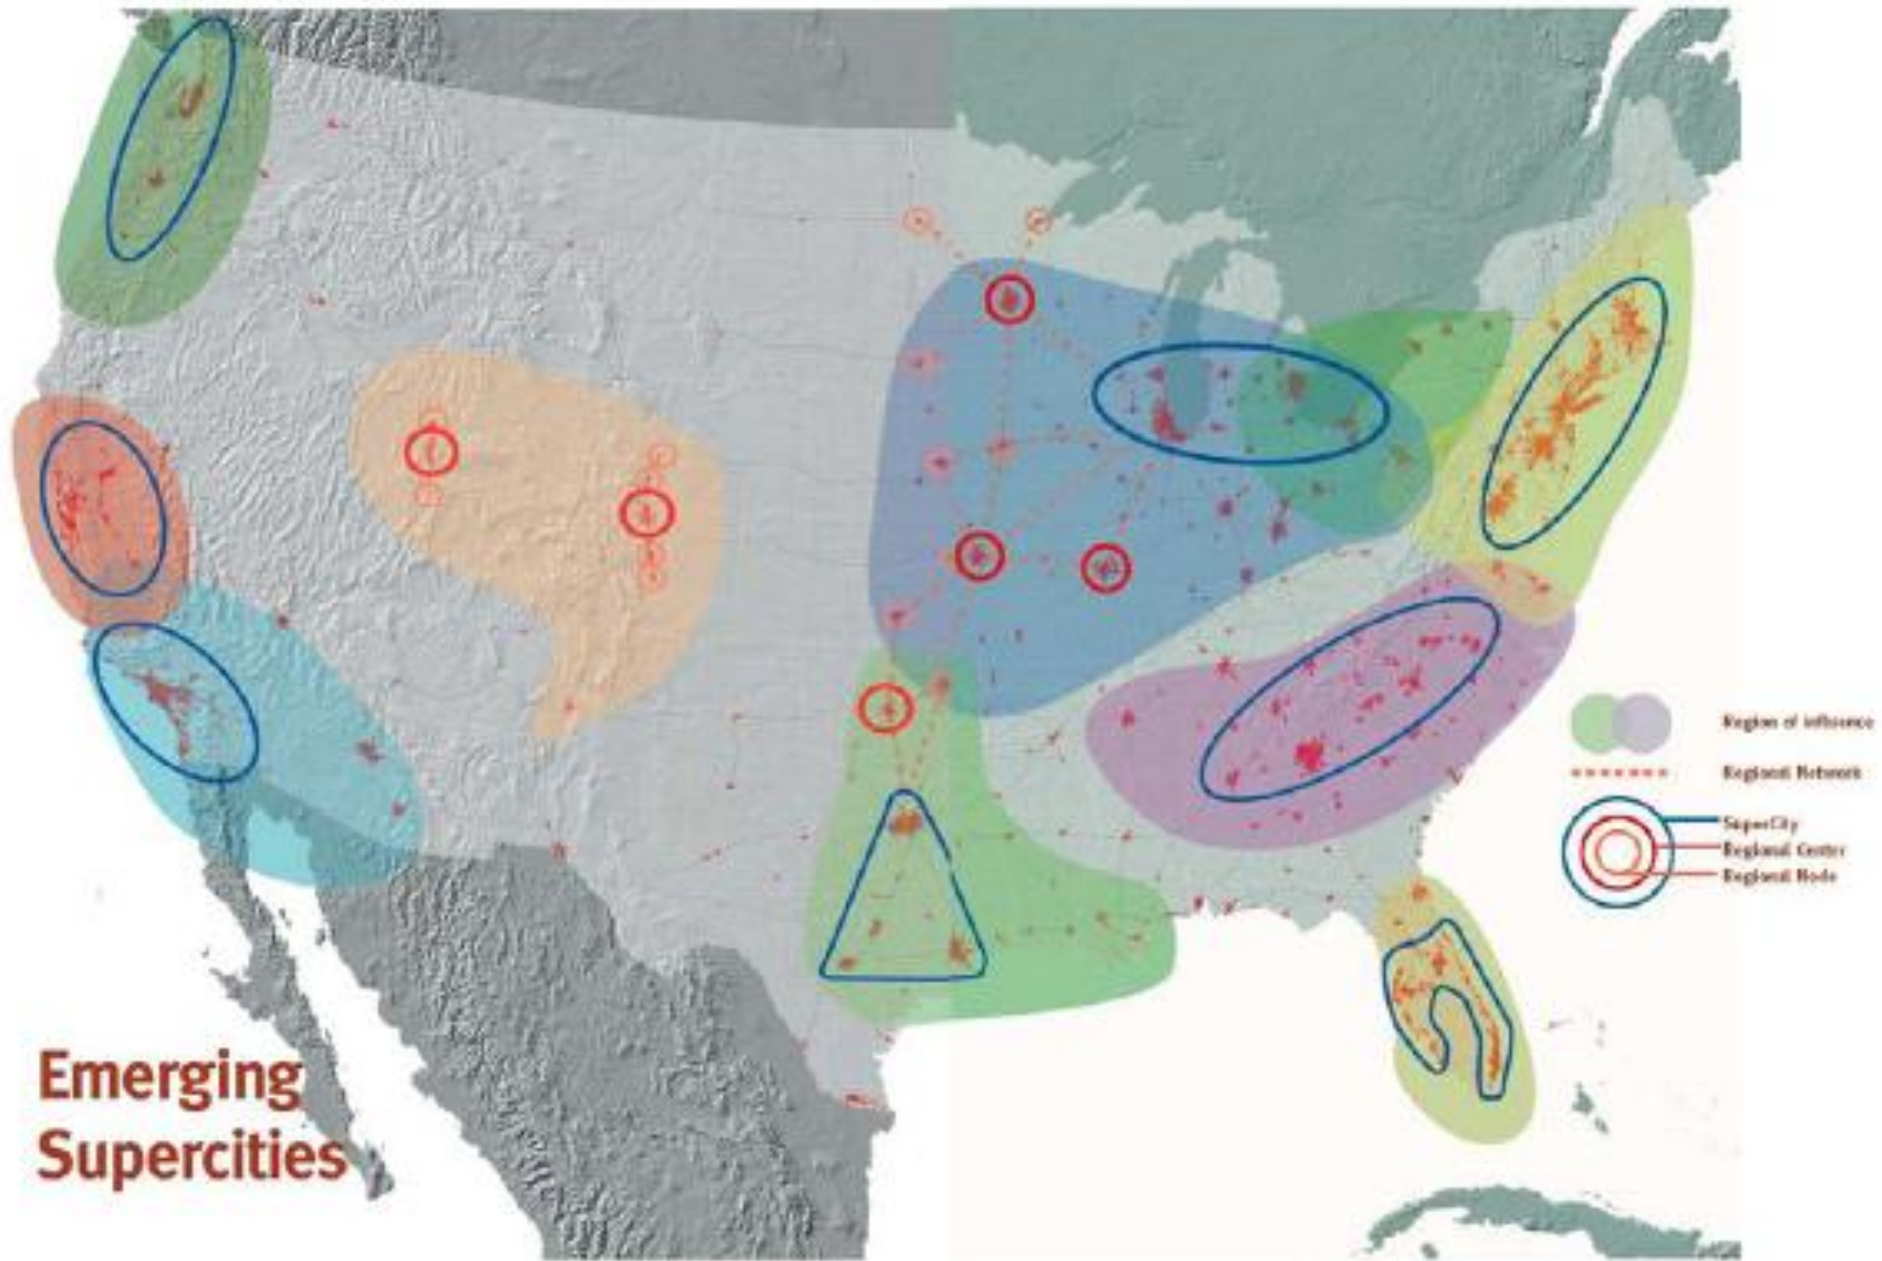 Emerging
Supercities
Region of influence
Regional Network
SuperCity
Regional Center
Regional Node